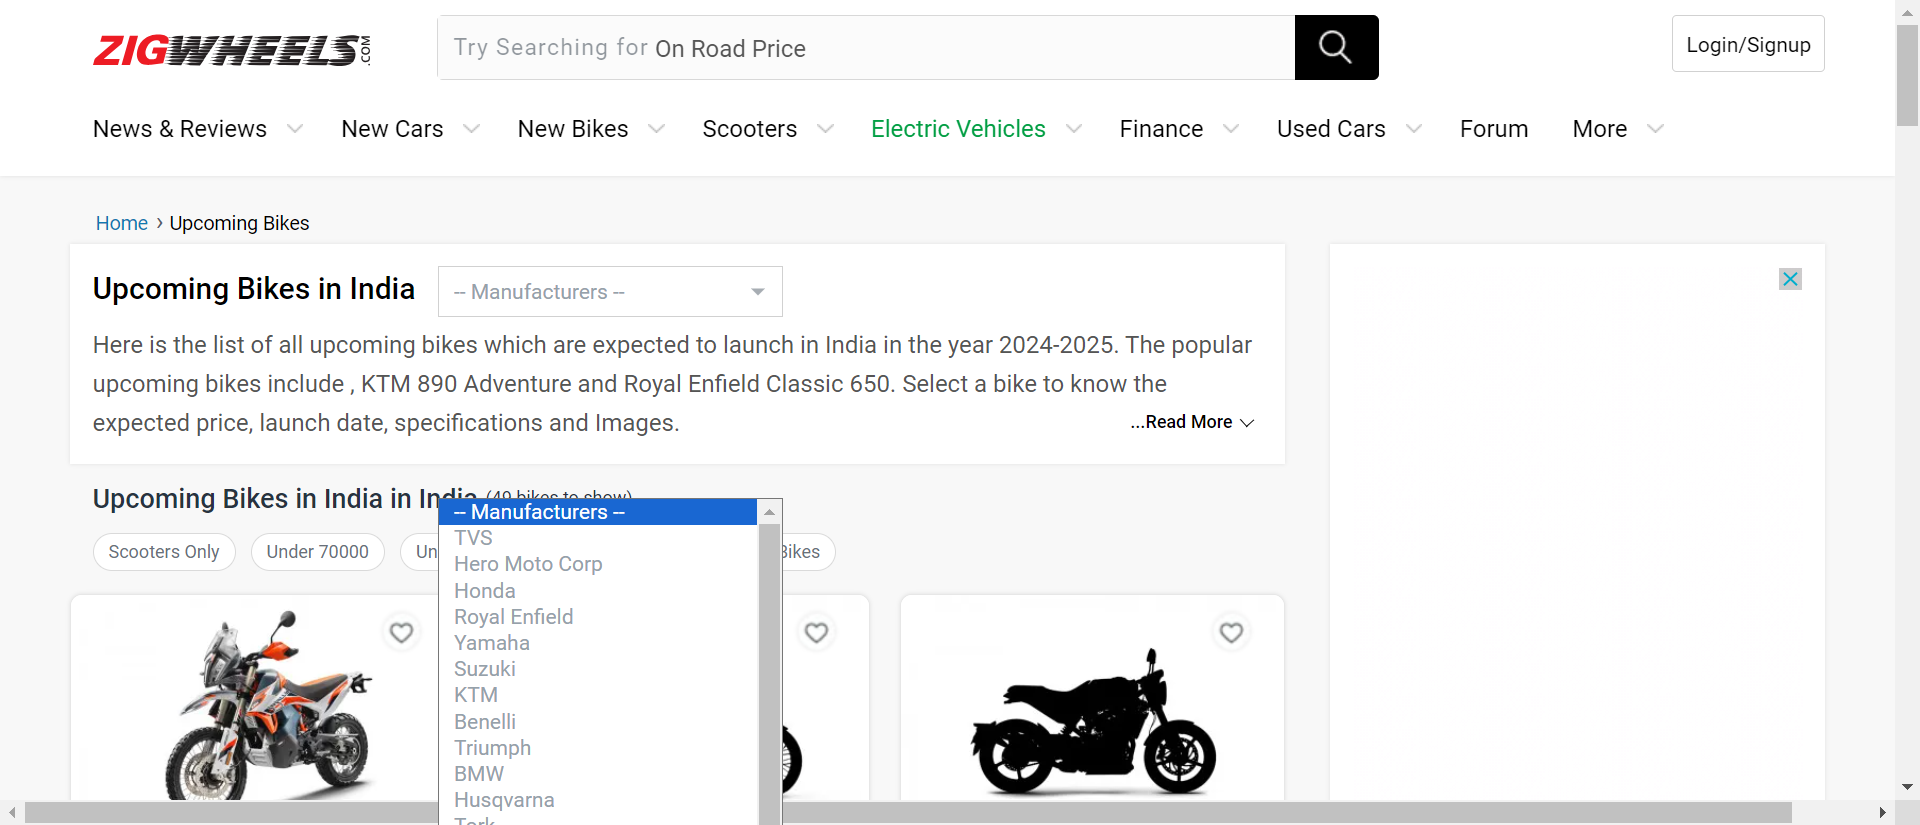 ZIGWHEELS.COM
Try Searching for On Road Price
Login/Signup
News & Reviews
New Cars
New Bikes
Scooters
Electric Vehicles
Finance
Used Cars
Forum
More
Home › Upcoming Bikes
Upcoming Bikes in India
-- Manufacturers --
Here is the list of all upcoming bikes which are expected to launch in India in the year 2024-2025. The popular
upcoming bikes include , KTM 890 Adventure and Royal Enfield Classic 650. Select a bike to know the
expected price, launch date, specifications and Images.
...Read More
Upcoming Bikes in India in India (49 bikes to show)
Scooters Only
Under 70000
Un
Bikes
-- Manufacturers --
TVS
Hero Moto Corp
Honda
Royal Enfield
Yamaha
Suzuki
KTM
Benelli
Triumph
BMW
Husqvarna
Tork